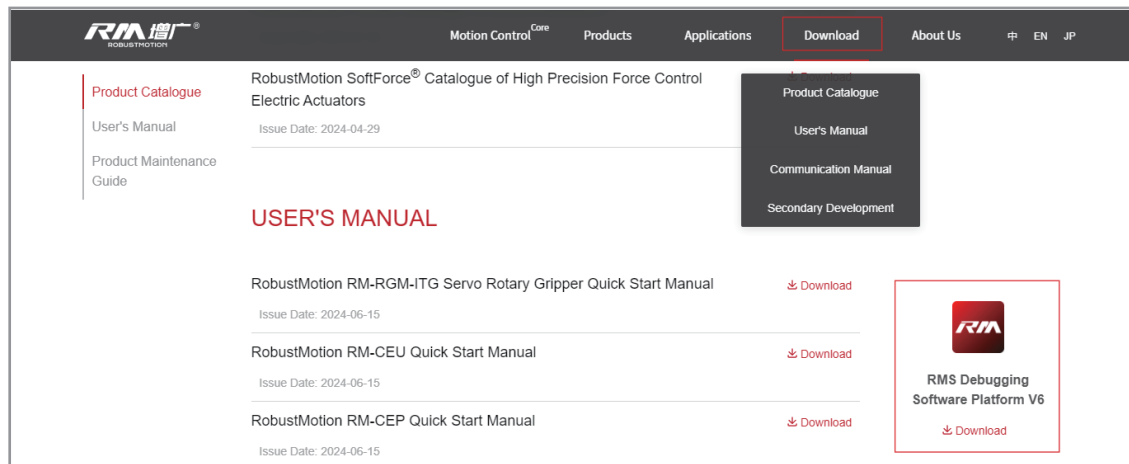 RM 增广®
ROBUSTMOTION
Motion Control Core
Products
Applications
Download
About Us
中 EN JP
Product Catalogue
User's Manual
Product Maintenance
Guide
RobustMotion SoftForce® Catalogue of High Precision Force Control
Electric Actuators
Issue Date: 2024-04-29
Download
Product Catalogue
User's Manual
Communication Manual
Secondary Development
USER'S MANUAL
RobustMotion RM-RGM-ITG Servo Rotary Gripper Quick Start Manual
Download
Issue Date: 2024-06-15
RobustMotion RM-CEU Quick Start Manual
Download
Issue Date: 2024-06-15
RobustMotion RM-CEP Quick Start Manual
Download
Issue Date: 2024-06-15
RM
RMS Debugging
Software Platform V6
Download